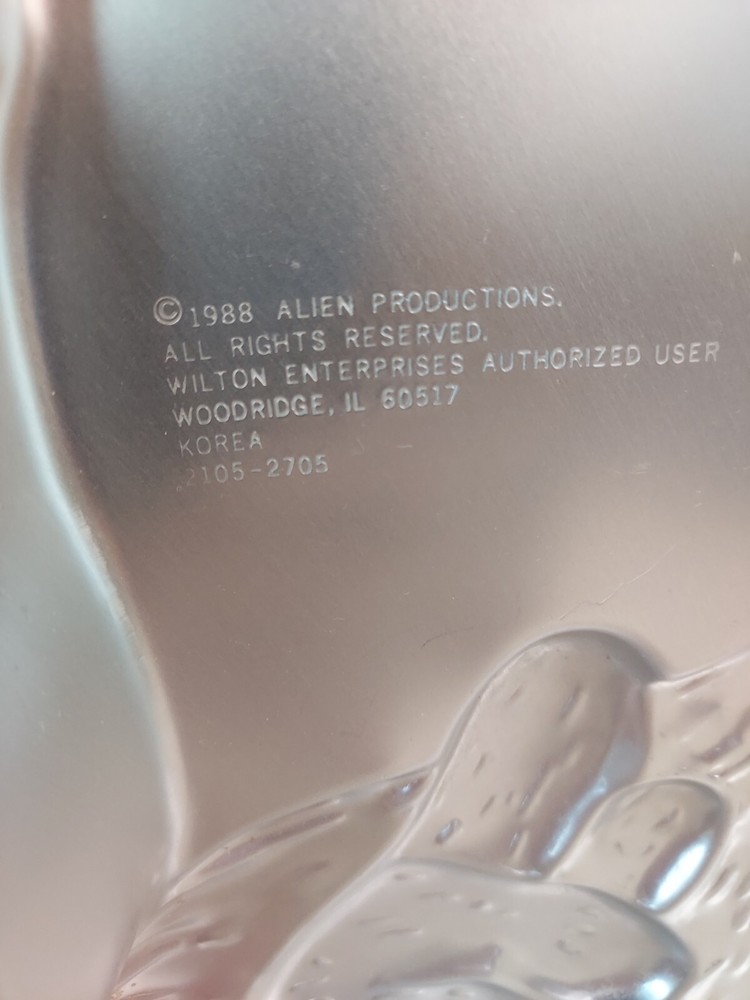 © 1988 ALIEN PRODUCTIONS.
ALL RIGHTS RESERVED.
WILTON ENTERPRISES AUTHORIZED USER
WOODRIDGE, IL 60517
KOREA
2105-2705